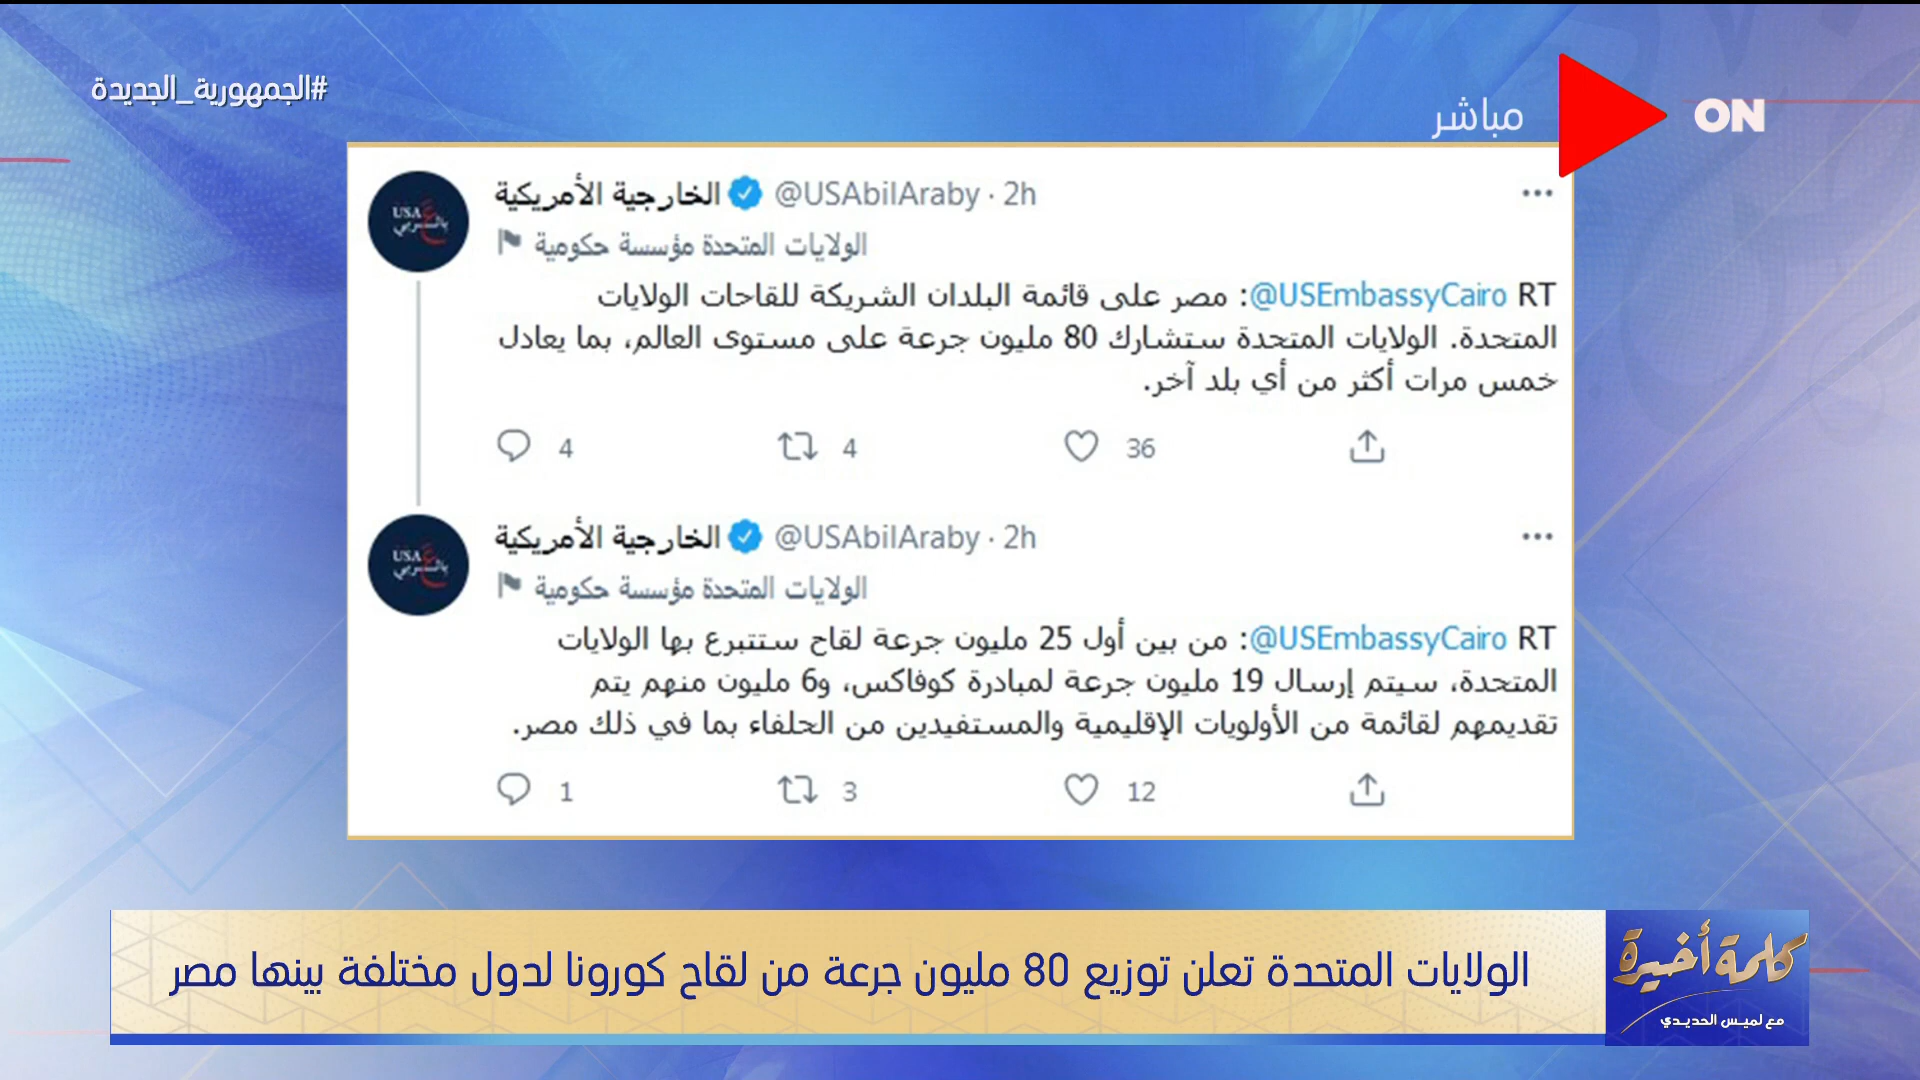 #الجمهورية_الجديدة
مباشر
ON
الخارجية الأمريكية @USAbilAraby · 2h
USA بالعربي
الولايات المتحدة مؤسسة حكومية
RT @USEmbassyCairo: مصر على قائمة البلدان الشريكة للقاحات الولايات
المتحدة. الولايات المتحدة ستشارك 80 مليون جرعة على مستوى العالم، بما يعادل
خمس مرات أكثر من أي بلد آخر.
4 4 36
الخارجية الأمريكية @USAbilAraby · 2h
USA بالعربي
الولايات المتحدة مؤسسة حكومية
RT @USEmbassyCairo: من بين أول 25 مليون جرعة لقاح ستتبرع بها الولايات
المتحدة، سيتم إرسال 19 مليون جرعة لمبادرة كوفاكس، و6 مليون منهم يتم
تقديمهم لقائمة من الأولويات الإقليمية والمستفيدين من الحلفاء بما في ذلك مصر.
1 3 12
الولايات المتحدة تعلن توزيع 80 مليون جرعة من لقاح كورونا لدول مختلفة بينها مصر
كلمة أخيرة
مع لميس الحديدي